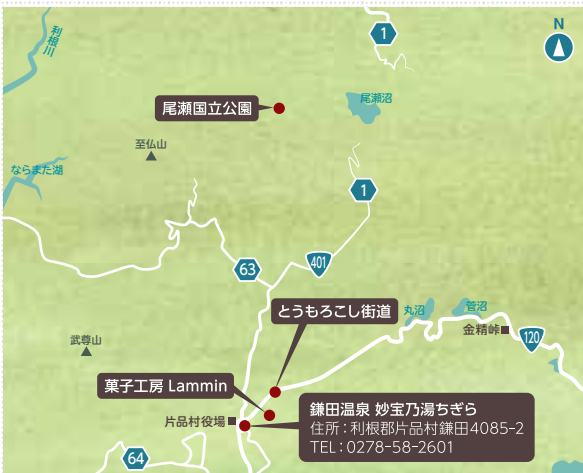 N
1
利根川
尾瀬沼
尾瀬国立公園
至仏山
ならまた湖
1
401
63
とうもろこし街道
丸沼
菅沼
金精峠
120
武尊山
菓子工房 Lammin
片品村役場
鎌田温泉 妙宝乃湯ちぎら
住所：利根郡片品村鎌田4085-2
TEL：0278-58-2601
64